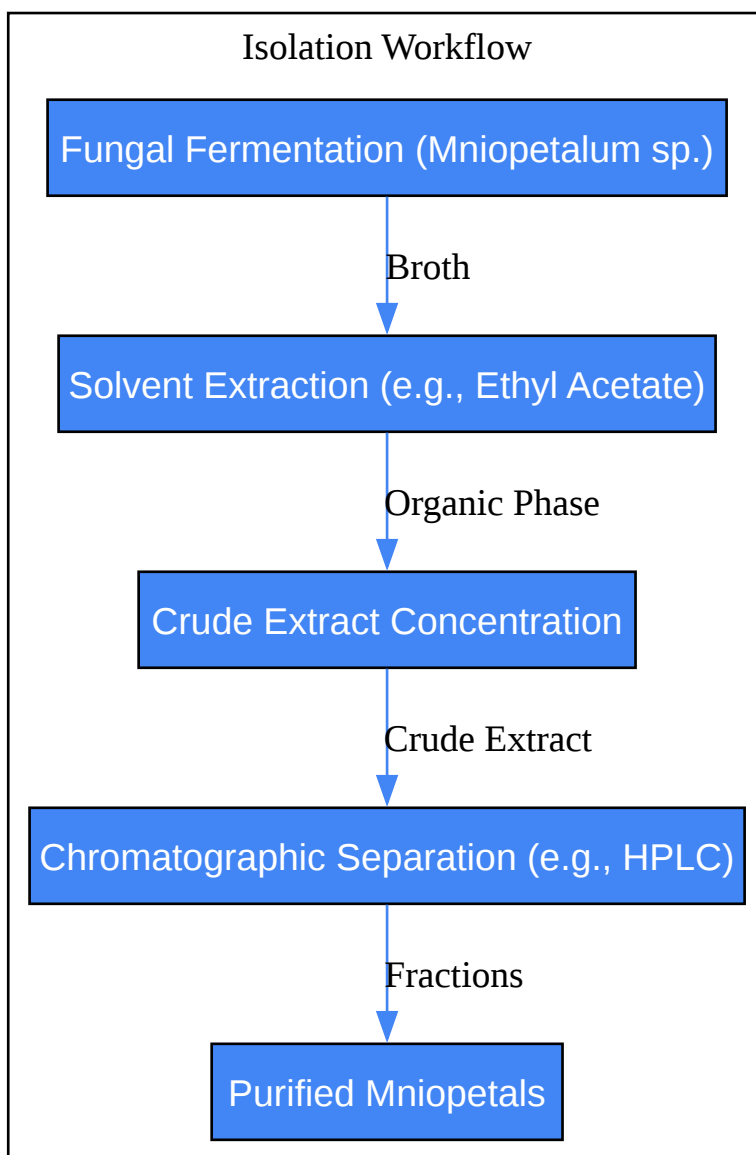 Isolation Workflow
Fungal Fermentation (Mniopetalum sp.)
Broth
Solvent Extraction (e.g., Ethyl Acetate)
Organic Phase
Crude Extract Concentration
Crude Extract
Chromatographic Separation (e.g., HPLC)
Fractions
Purified Mniopetals